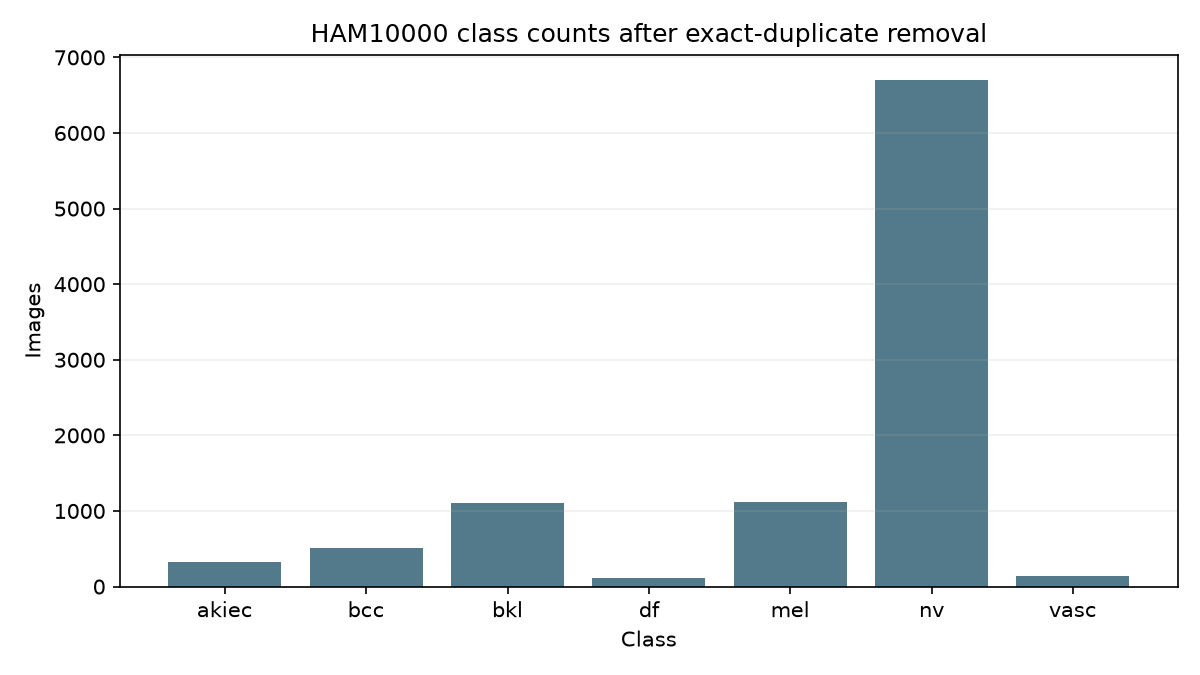 HAM10000 class counts after exact-duplicate removal
7000
6000
5000
4000
3000
2000
1000
0
Images
akiec bcc bkl df mel nv vasc
Class